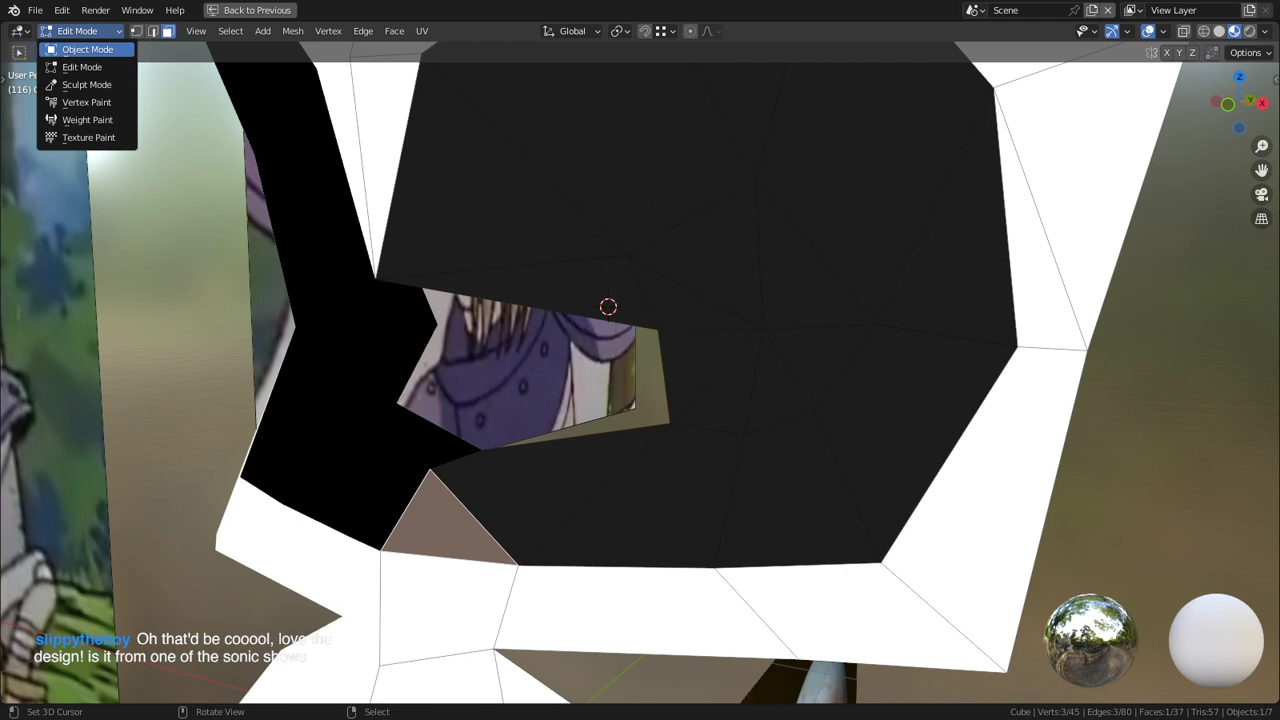 File Edit Render Window Help Back to Previous Scene View Layer
Edit Mode View Select Add Mesh Vertex Edge Face UV Global
Object Mode
Edit Mode
Sculpt Mode
Vertex Paint
Weight Paint
Texture Paint
X Y Z Options
User Pe
(116) C
Z
Y
X
slippytheboy Oh that'd be cooool, love the
design! is it from one of the sonic shows
Set 3D Cursor Rotate View Select Cube | Verts:3/45 | Edges:3/80 | Faces:1/37 | Tris:57 | Objects:1/7